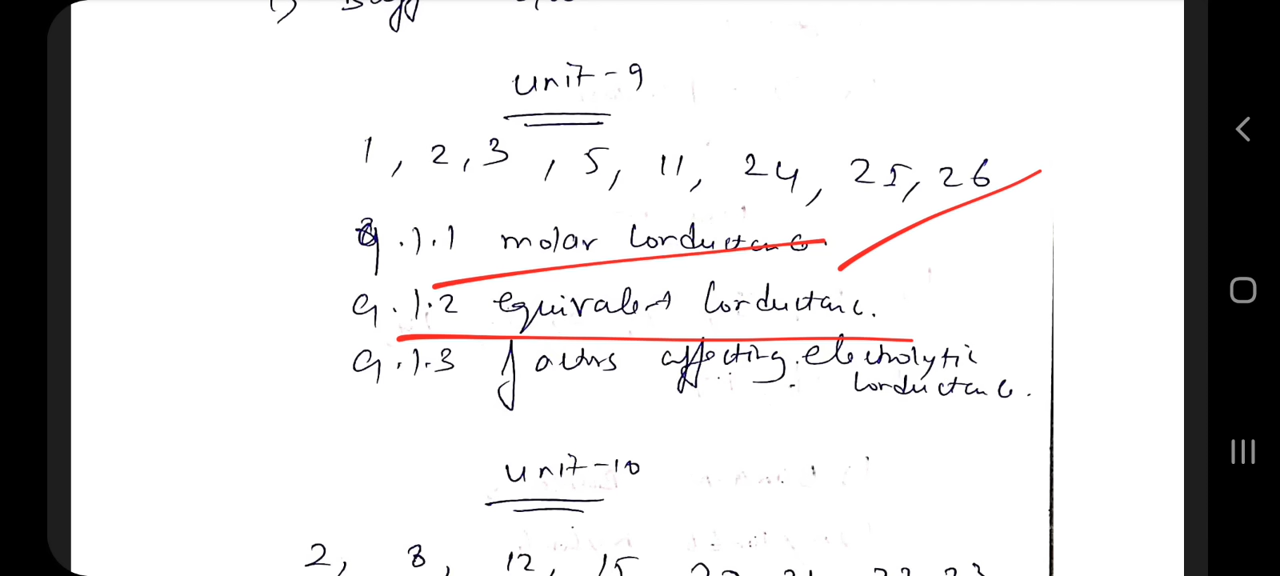 unit-9
1, 2, 3, 5, 11, 24, 25, 26
9.1.1 molar conductance
9.1.2 equivalent conductanc.
9.1.3 factors affecting electrolytic
conductance.
unit-10
2, 8, 12, 15